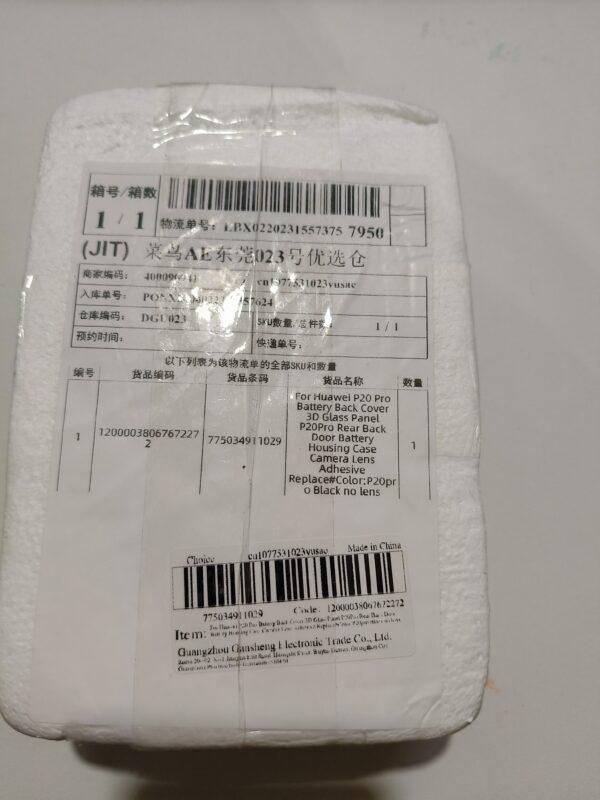 箱号/箱数
1 / 1
物流单号: LBX0220231557375 7950
(JIT) 菜鸟AE东莞023号优选仓
商家编码: cn1077531023yusae
入库单号:
仓库编码: DGU023 SKU数量/总件数: 1 / 1
预约时间: 快递单号:
以下列表为该物流单的全部SKU和数量
编号 货品编码 货品条码 货品名称 数量
1 12000038067672272 775034911029 For Huawei P20 Pro Battery Back Cover 3D Glass Panel P20Pro Rear Back Door Battery Housing Case Camera Lens Adhesive Replace#Color:P20pro Black no lens 1
Choice cn1077531023yusae Made in China
775034911029 Code: 12000038067672272
Item:
Guangzhou Gansheng Electronic Trade Co., Ltd.